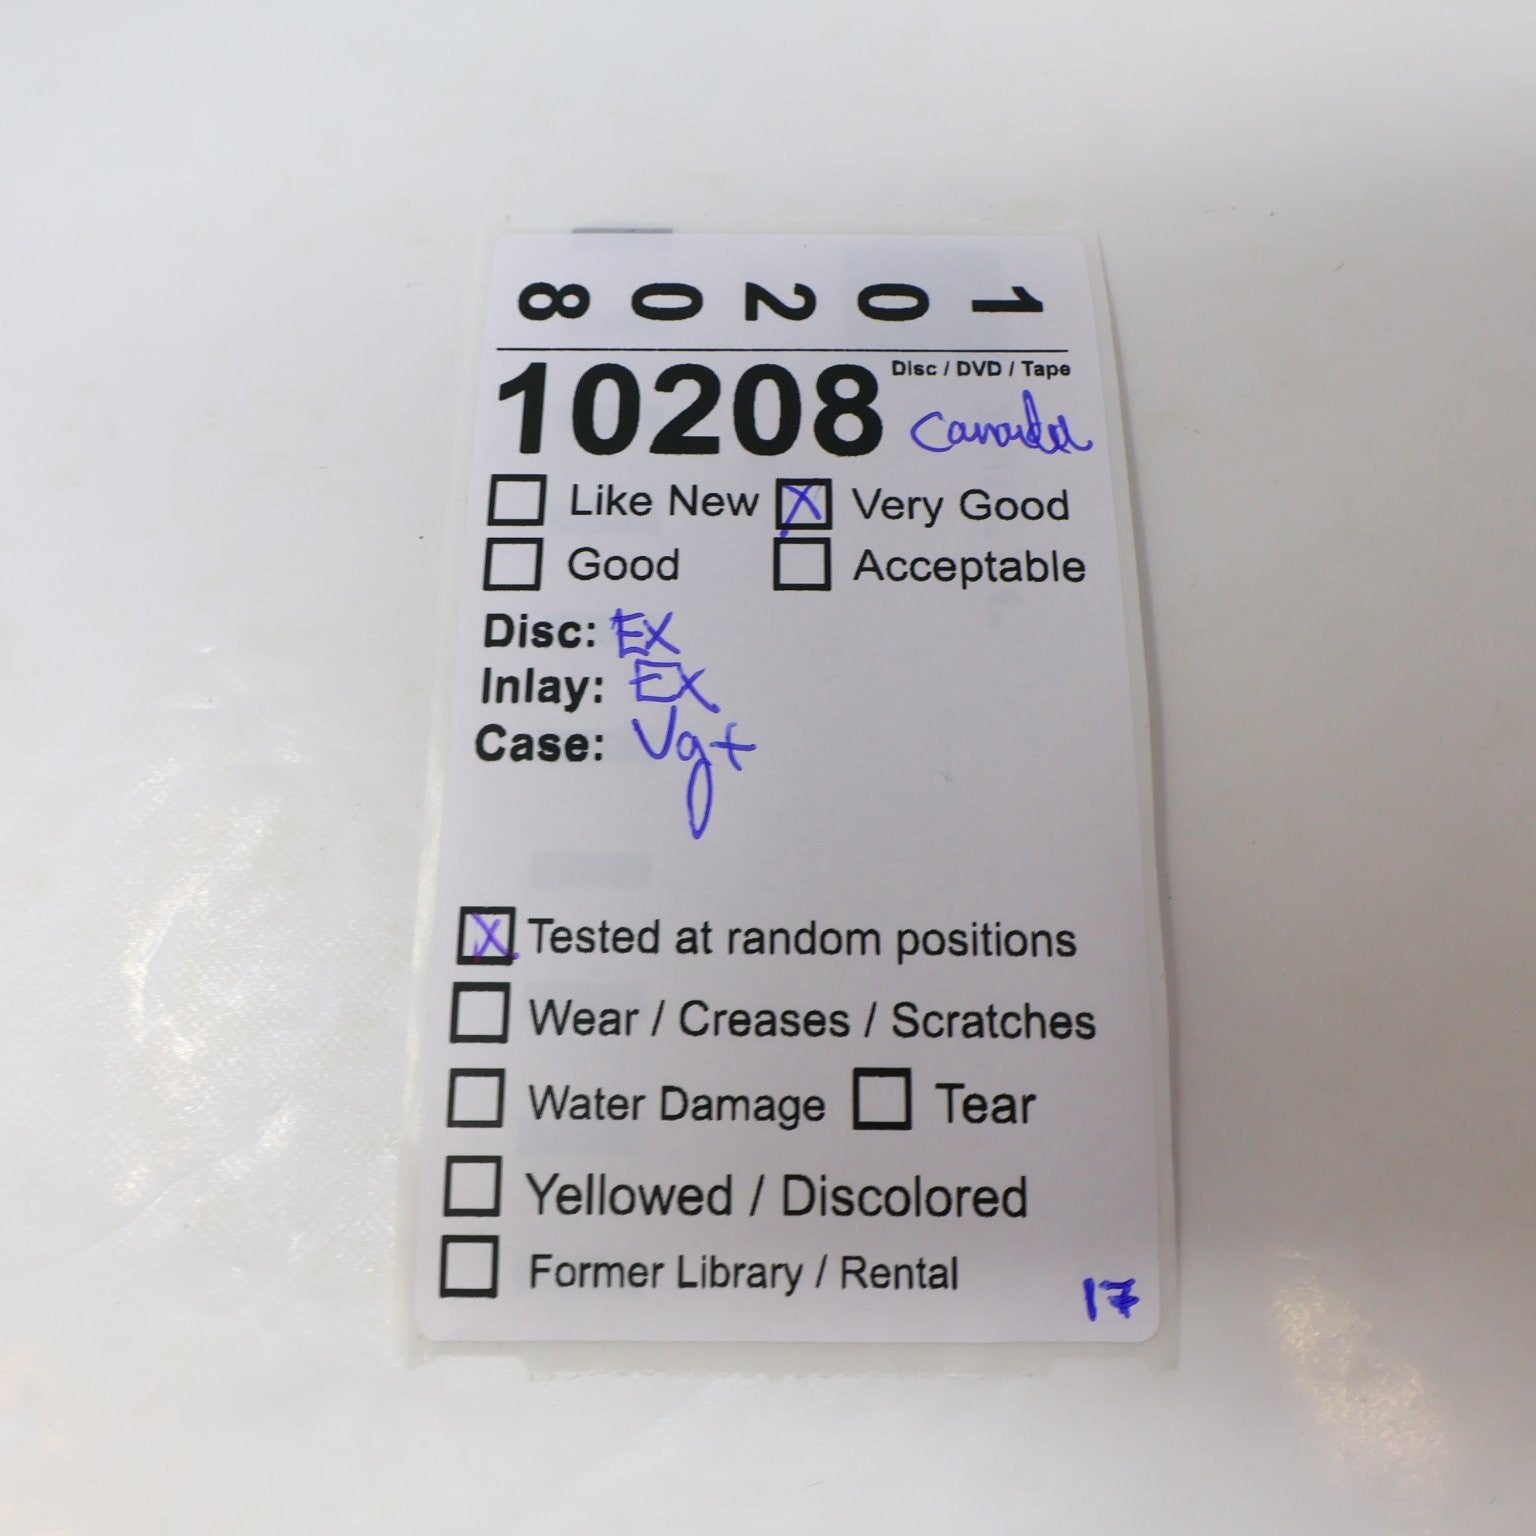 10208
10208
Disc / DVD / Tape
Canada
Like New X Very Good
Good Acceptable
Disc: EX
Inlay: EX
Case: Vg+
X Tested at random positions
Wear / Creases / Scratches
Water Damage Tear
Yellowed / Discolored
Former Library / Rental
17